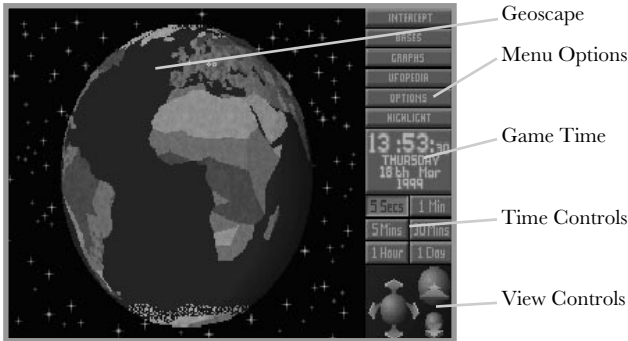 Geoscape
Menu Options
Game Time
Time Controls
View Controls
INTERCEPT
BASES
GRAPHS
UFOPEDIA
OPTIONS
HIGHLIGHT
13:53:30
THURSDAY
18th Mar
1999
5 Secs 1 Min
5 Mins 30 Mins
1 Hour 1 Day